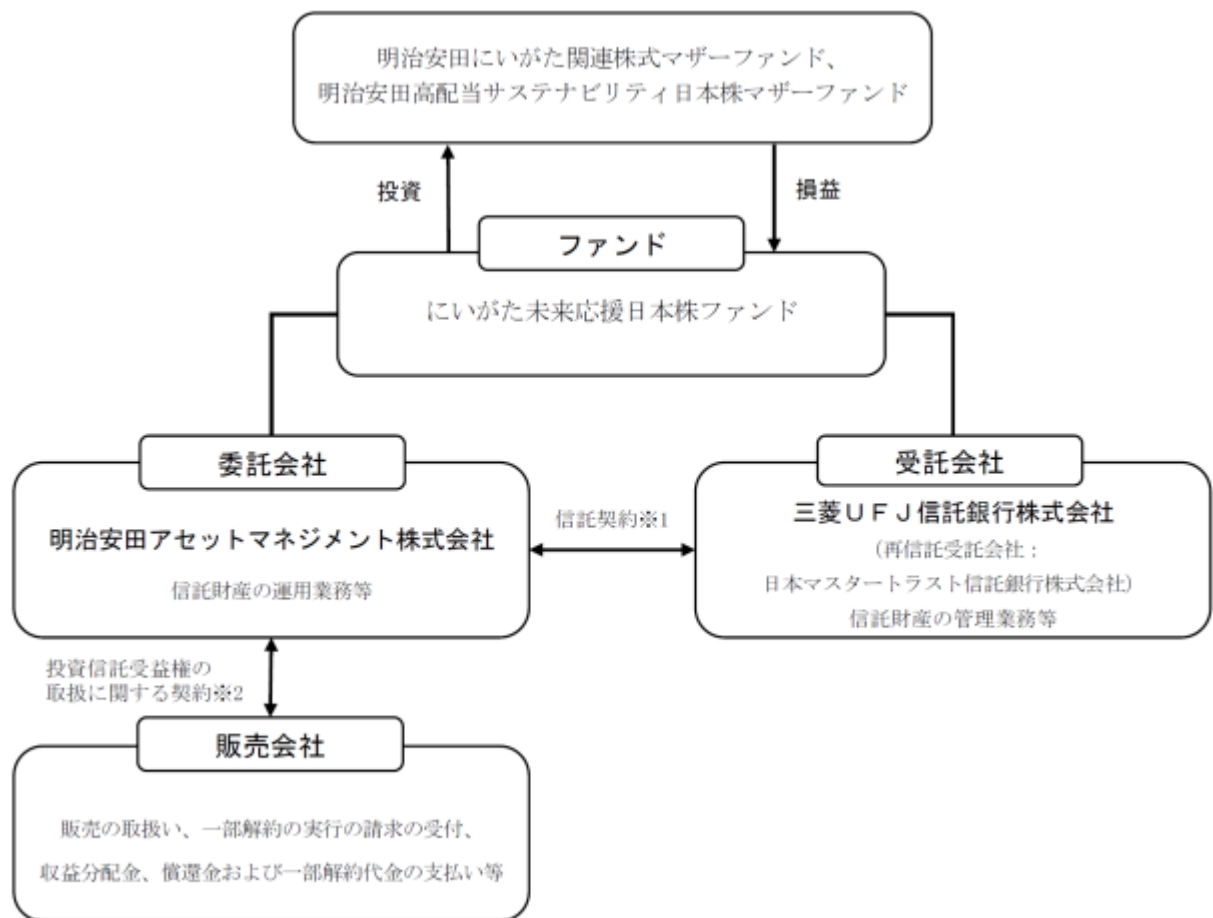 明治安田にいがた関連株式マザーファンド、
明治安田高配当サステナビリティ日本株マザーファンド
投資
損益
ファンド
にいがた未来応援日本株ファンド
委託会社
明治安田アセットマネジメント株式会社
信託財産の運用業務等
信託契約※1
受託会社
三菱ＵＦＪ信託銀行株式会社
（再信託受託会社：
日本マスタートラスト信託銀行株式会社）
信託財産の管理業務等
投資信託受益権の
取扱に関する契約※2
販売会社
販売の取扱い、一部解約の実行の請求の受付、
収益分配金、償還金および一部解約代金の支払い等